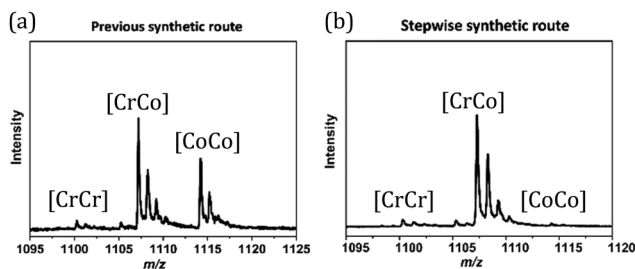 (a)
Previous synthetic route
[CrCo]
[CoCo]
[CrCr]
Intensity
1095 1100 1105 1110 1115 1120 1125
m/z
(b)
Stepwise synthetic route
[CrCo]
[CrCr]
[CoCo]
Intensity
1095 1100 1105 1110 1115 1120
m/z